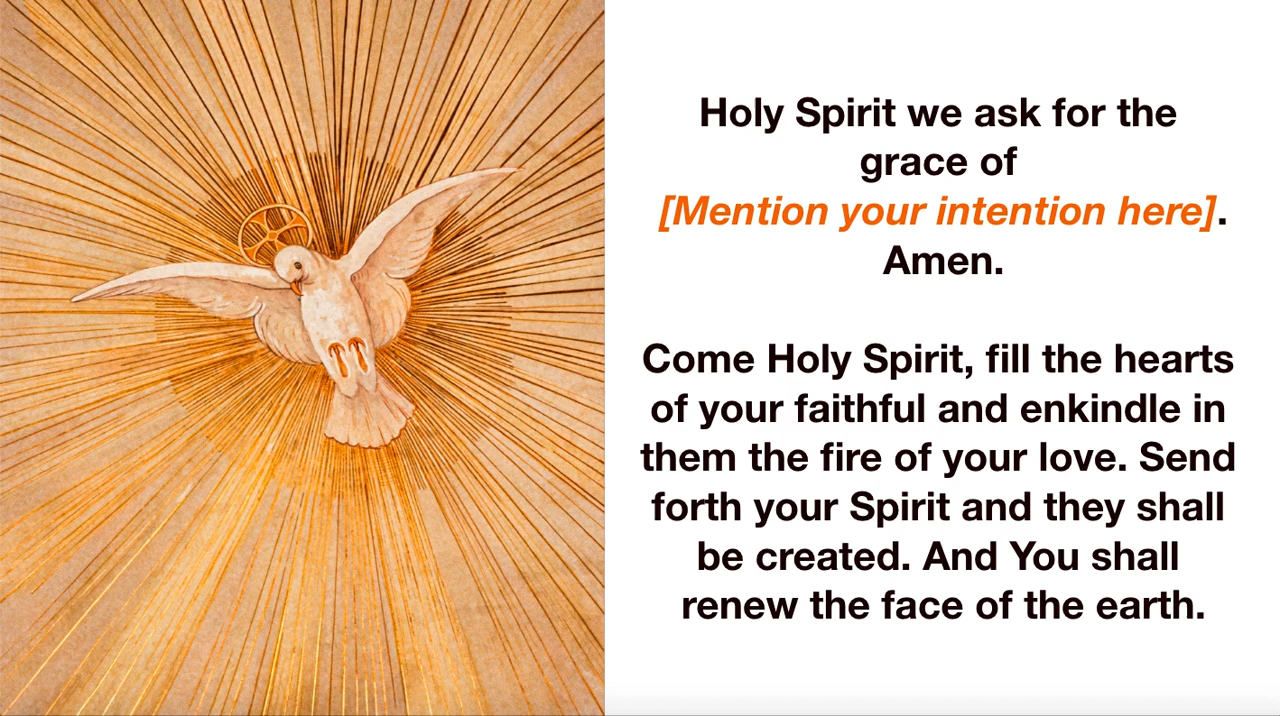 Holy Spirit we ask for the
grace of
[Mention your intention here].
Amen.
Come Holy Spirit, fill the hearts
of your faithful and enkindle in
them the fire of your love. Send
forth your Spirit and they shall
be created. And You shall
renew the face of the earth.